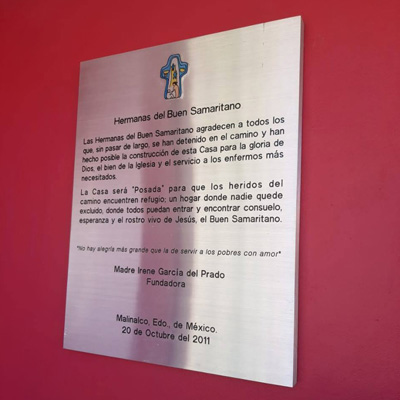 Hermanas del Buen Samaritano
Las Hermanas del Buen Samaritano agradecen a todos los
que, sin pasar de largo, se han detenido en el camino y han
hecho posible la construcción de esta Casa para la gloria de
Dios, el bien de la Iglesia y el servicio a los enfermos más
necesitados.
La Casa será "Posada" para que los heridos del
camino encuentren refugio; un hogar donde nadie quede
excluido, donde todos puedan entrar y encontrar consuelo,
esperanza y el rostro vivo de Jesús, el Buen Samaritano.
"No hay alegría más grande que la de servir a los pobres con amor"
Madre Irene García del Prado
Fundadora
Malinalco, Edo., de México.
20 de Octubre del 2011